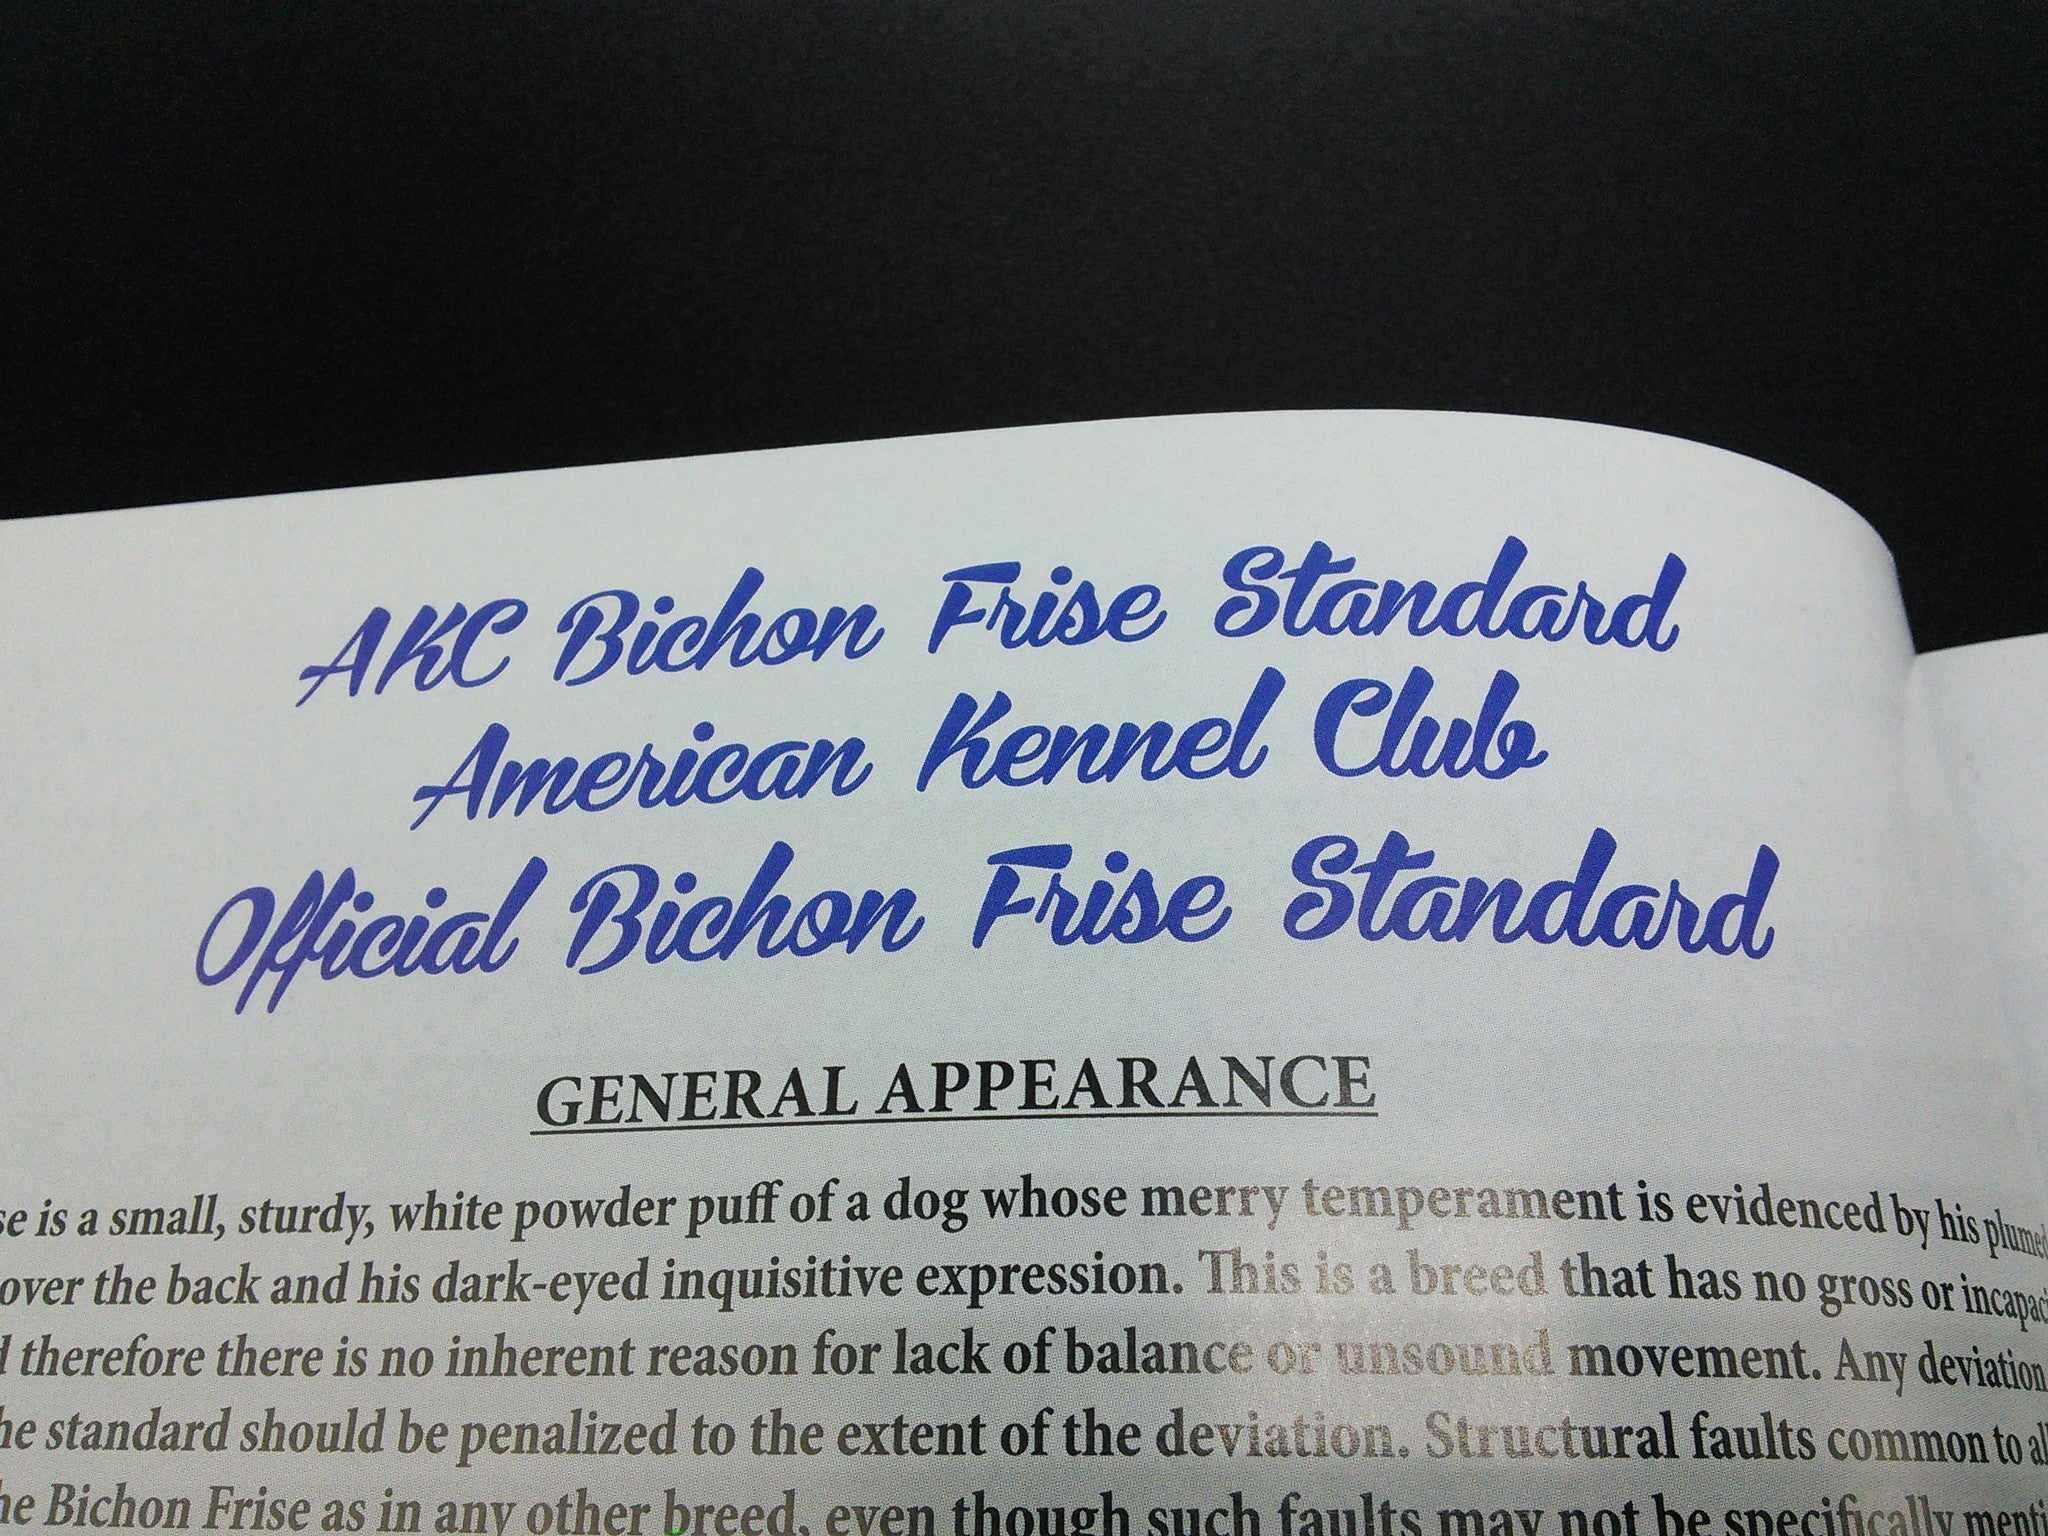 AKC Bichon Frise Standard
American Kennel Club
Official Bichon Frise Standard
GENERAL APPEARANCE
is a small, sturdy, white powder puff of a dog whose merry temperament is evidenced by his plumed
over the back and his dark-eyed inquisitive expression. This is a breed that has no gross or
therefore there is no inherent reason for lack of balance or unsound movement. Any deviation
standard should be penalized to the extent of the deviation. Structural faults common to
Bichon Frise as in any other breed, even though such faults may not be specifically